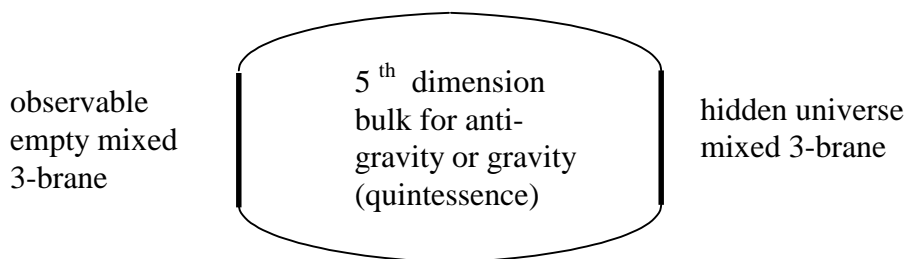 observable
empty mixed
3-brane
5 th dimension
bulk for anti-
gravity or gravity
(quintessence)
hidden universe
mixed 3-brane